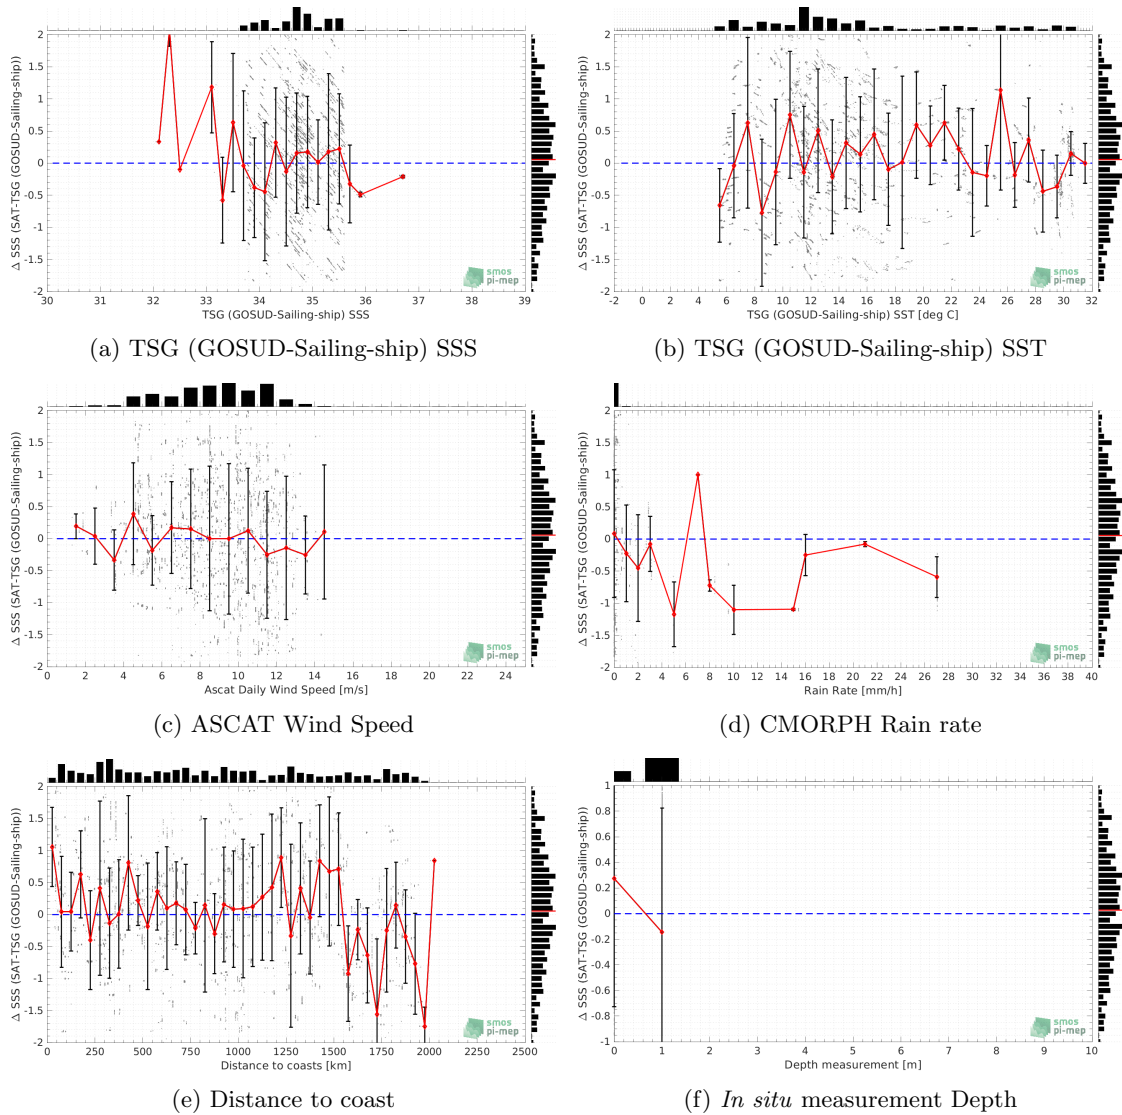 2
1.5
1
0.5
0
-0.5
-1
-1.5
-2
Δ SSS (SAT-TSG (GOSUD-Sailing-ship))
30 31 32 33 34 35 36 37 38 39
TSG (GOSUD-Sailing-ship) SSS
smos
pi-mep
(a) TSG (GOSUD-Sailing-ship) SSS
2
1.5
1
0.5
0
-0.5
-1
-1.5
-2
Δ SSS (SAT-TSG (GOSUD-Sailing-ship))
-2 0 2 4 6 8 10 12 14 16 18 20 22 24 26 28 30 32
TSG (GOSUD-Sailing-ship) SST [deg C]
smos
pi-mep
(b) TSG (GOSUD-Sailing-ship) SST
2
1.5
1
0.5
0
-0.5
-1
-1.5
-2
Δ SSS (SAT-TSG (GOSUD-Sailing-ship))
0 2 4 6 8 10 12 14 16 18 20 22 24
Ascat Daily Wind Speed [m/s]
smos
pi-mep
(c) ASCAT Wind Speed
2
1.5
1
0.5
0
-0.5
-1
-1.5
-2
Δ SSS (SAT-TSG (GOSUD-Sailing-ship))
0 2 4 6 8 10 12 14 16 18 20 22 24 26 28 30 32 34 36 38 40
Rain Rate [mm/h]
smos
pi-mep
(d) CMORPH Rain rate
2
1.5
1
0.5
0
-0.5
-1
-1.5
-2
Δ SSS (SAT-TSG (GOSUD-Sailing-ship))
0 250 500 750 1000 1250 1500 1750 2000 2250 2500
Distance to coasts [km]
smos
pi-mep
(e) Distance to coast
1
0.8
0.6
0.4
0.2
0
-0.2
-0.4
-0.6
-0.8
-1
Δ SSS (SAT-TSG (GOSUD-Sailing-ship))
0 1 2 3 4 5 6 7 8 9 10
Depth measurement [m]
smos
pi-mep
(f) In situ measurement Depth